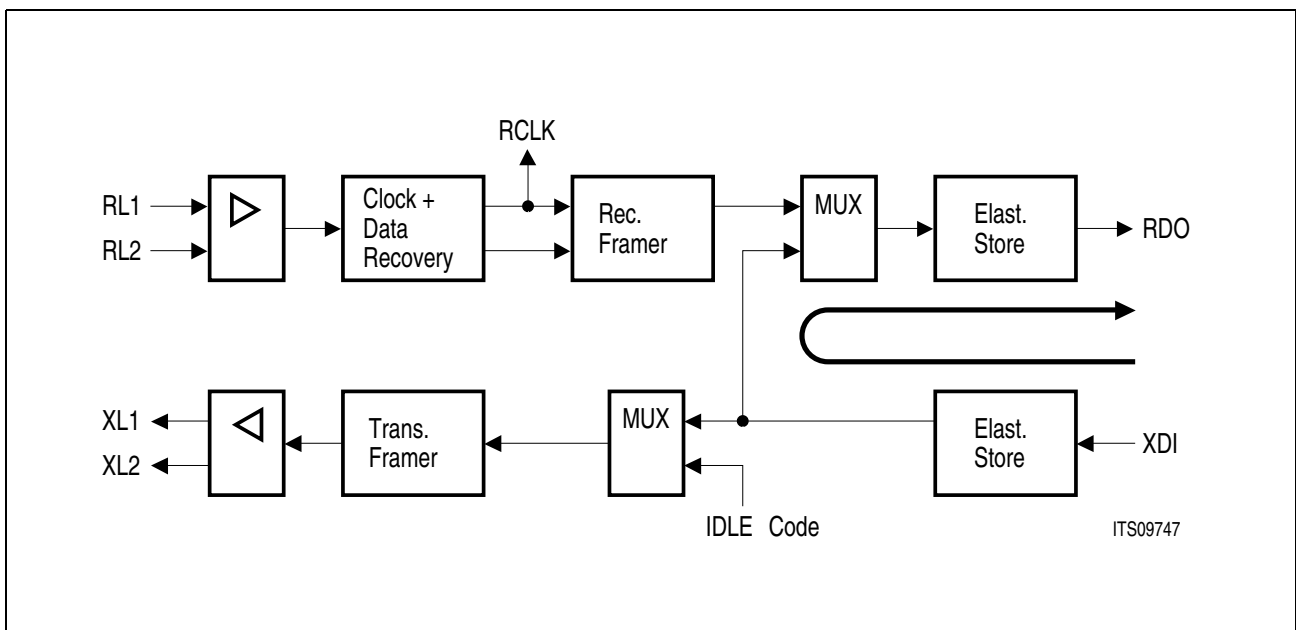 RCLK
RL1
RL2
Clock +
Data
Recovery
Rec.
Framer
MUX
Elast.
Store
RDO
XL1
XL2
Trans.
Framer
MUX
Elast.
Store
XDI
IDLE Code
ITS09747